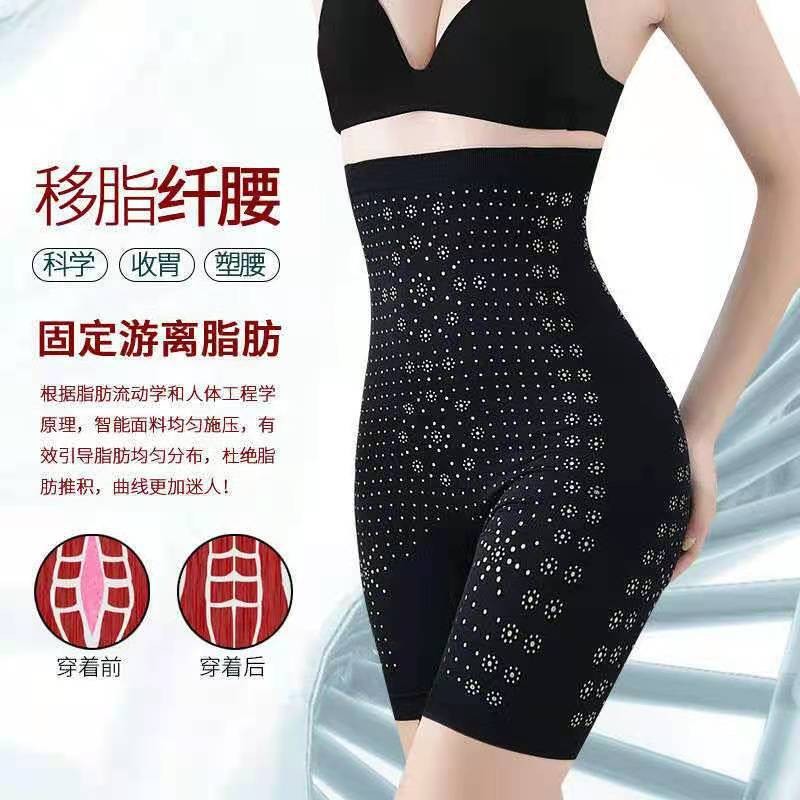 移脂纤腰
科学 收胃 塑腰
固定游离脂肪
根据脂肪流动学和人体工程学
原理，智能面料均匀施压，有
效引导脂肪均匀分布，杜绝脂
肪推积，曲线更加迷人！
穿着前 穿着后